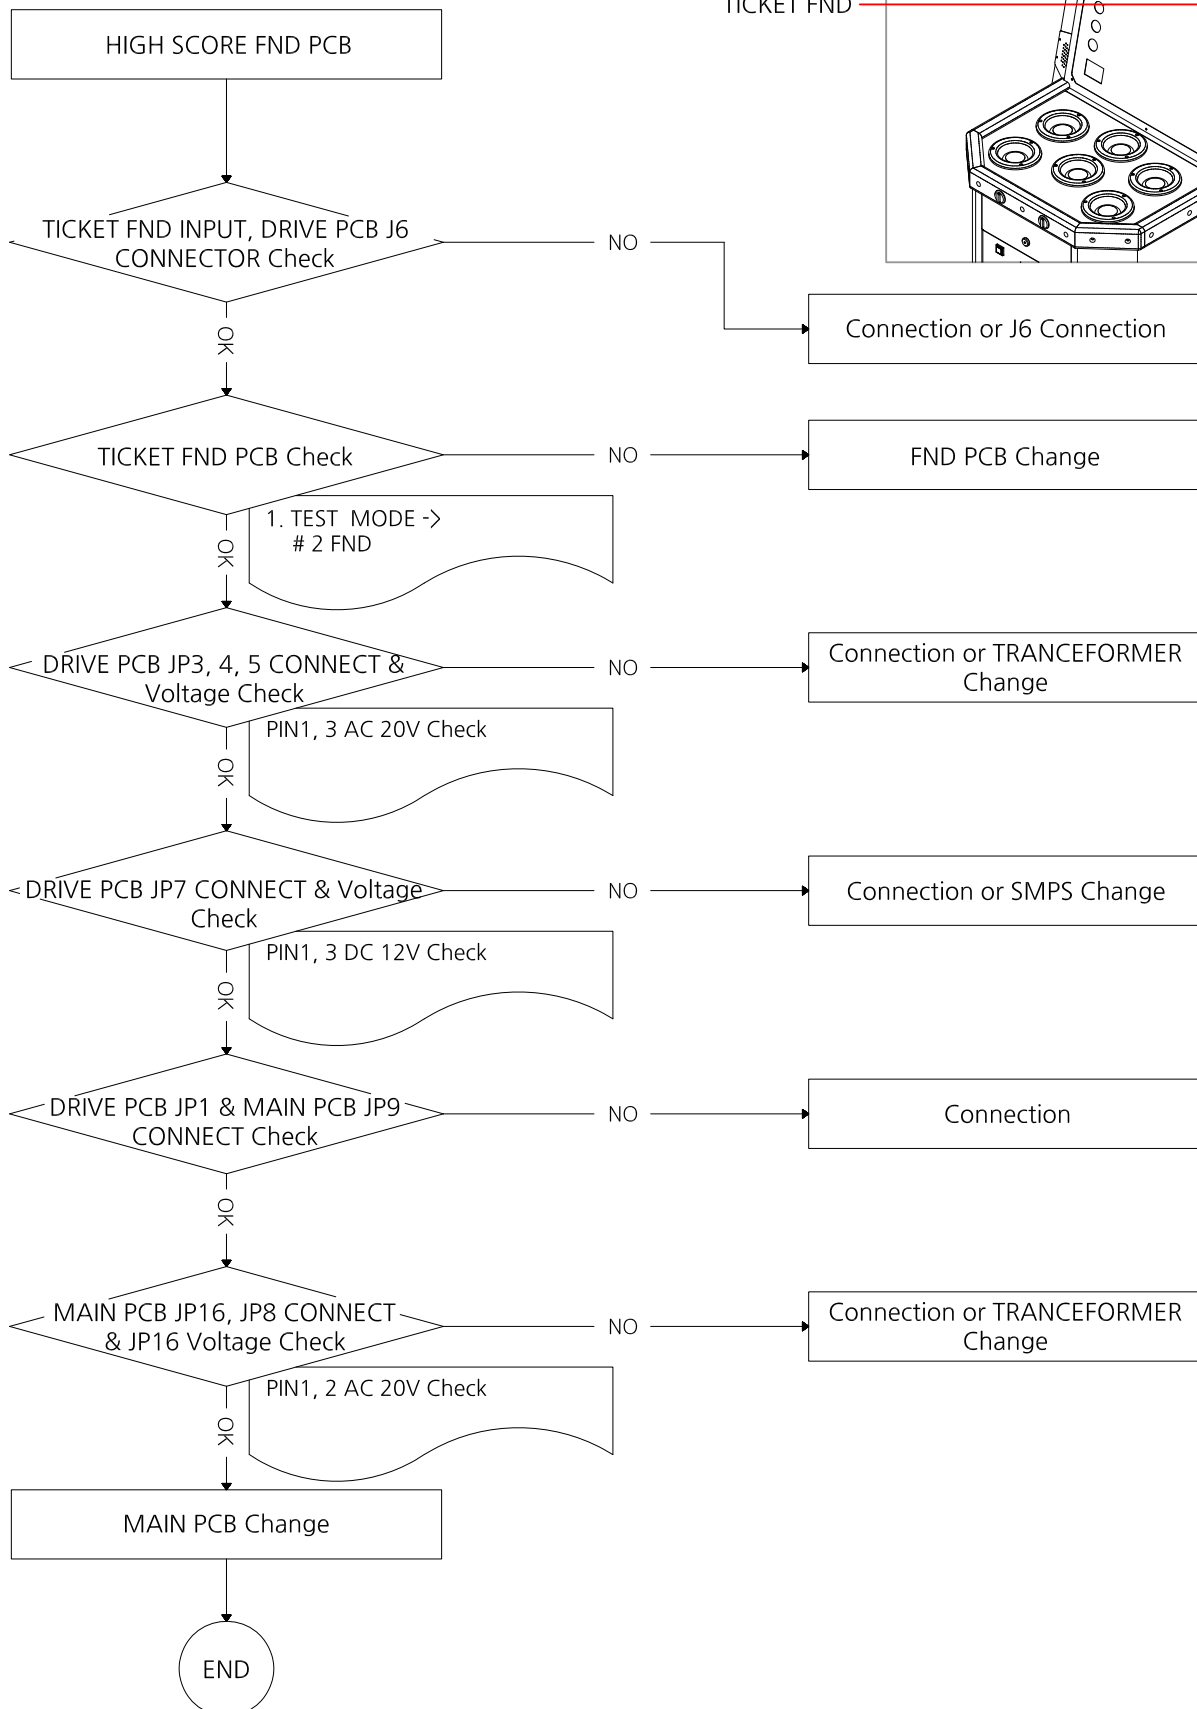 TICKET FND
HIGH SCORE FND PCB
TICKET FND INPUT, DRIVE PCB J6
CONNECTOR Check
NO
Connection or J6 Connection
OK
TICKET FND PCB Check
NO
FND PCB Change
1. TEST MODE ->
# 2 FND
OK
DRIVE PCB JP3, 4, 5 CONNECT &
Voltage Check
NO
Connection or TRANCEFORMER
Change
PIN1, 3 AC 20V Check
OK
DRIVE PCB JP7 CONNECT & Voltage
Check
NO
Connection or SMPS Change
PIN1, 3 DC 12V Check
OK
DRIVE PCB JP1 & MAIN PCB JP9
CONNECT Check
NO
Connection
OK
MAIN PCB JP16, JP8 CONNECT
& JP16 Voltage Check
NO
Connection or TRANCEFORMER
Change
PIN1, 2 AC 20V Check
OK
MAIN PCB Change
END